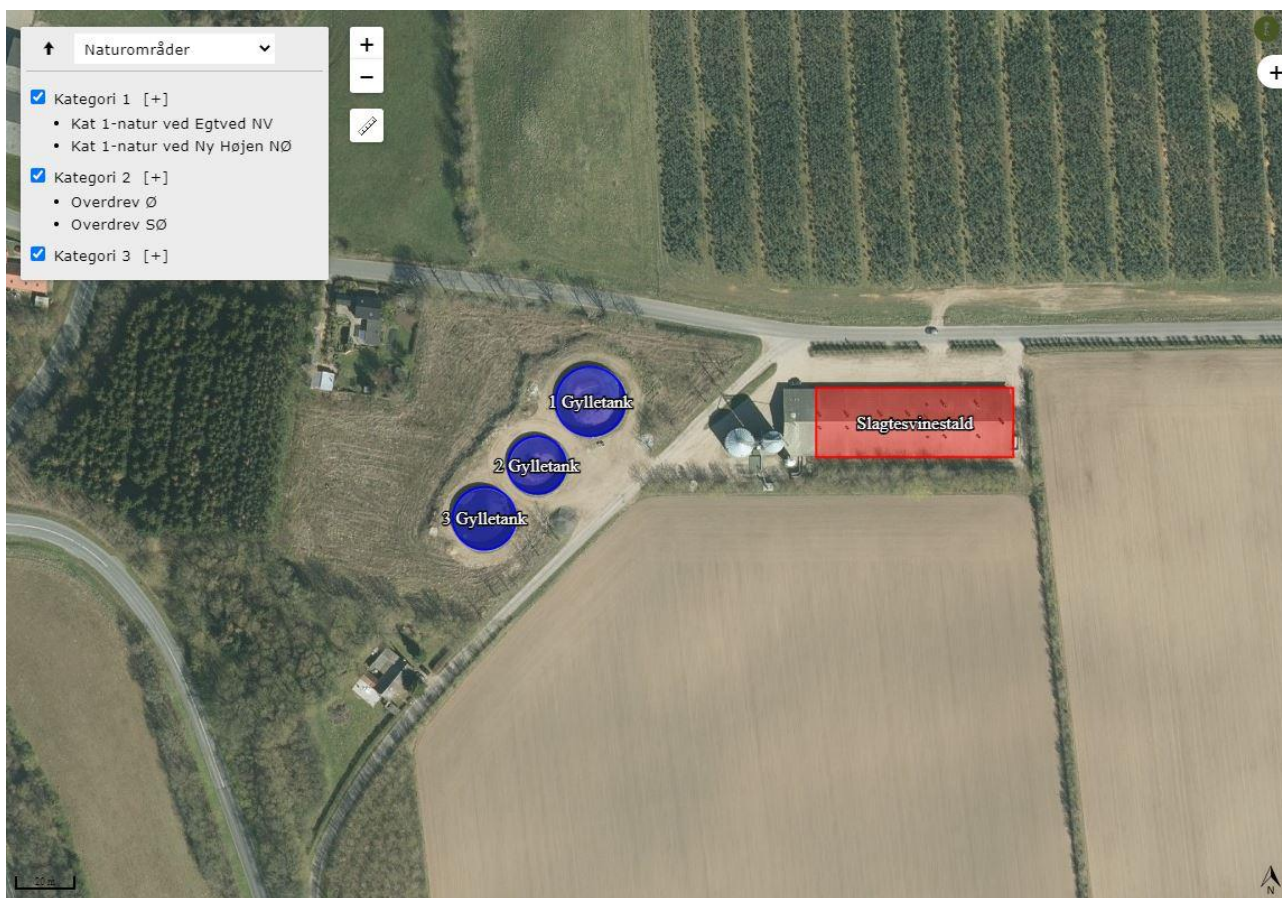 Naturområder
Kategori 1 [+]
Kat 1-natur ved Egtved NV
Kat 1-natur ved Ny Højen NØ
Kategori 2 [+]
Overdrev Ø
Overdrev SØ
Kategori 3 [+]
+
−
+
1 Gylletank
Slagtesvinestald
2 Gylletank
3 Gylletank
20 m
N